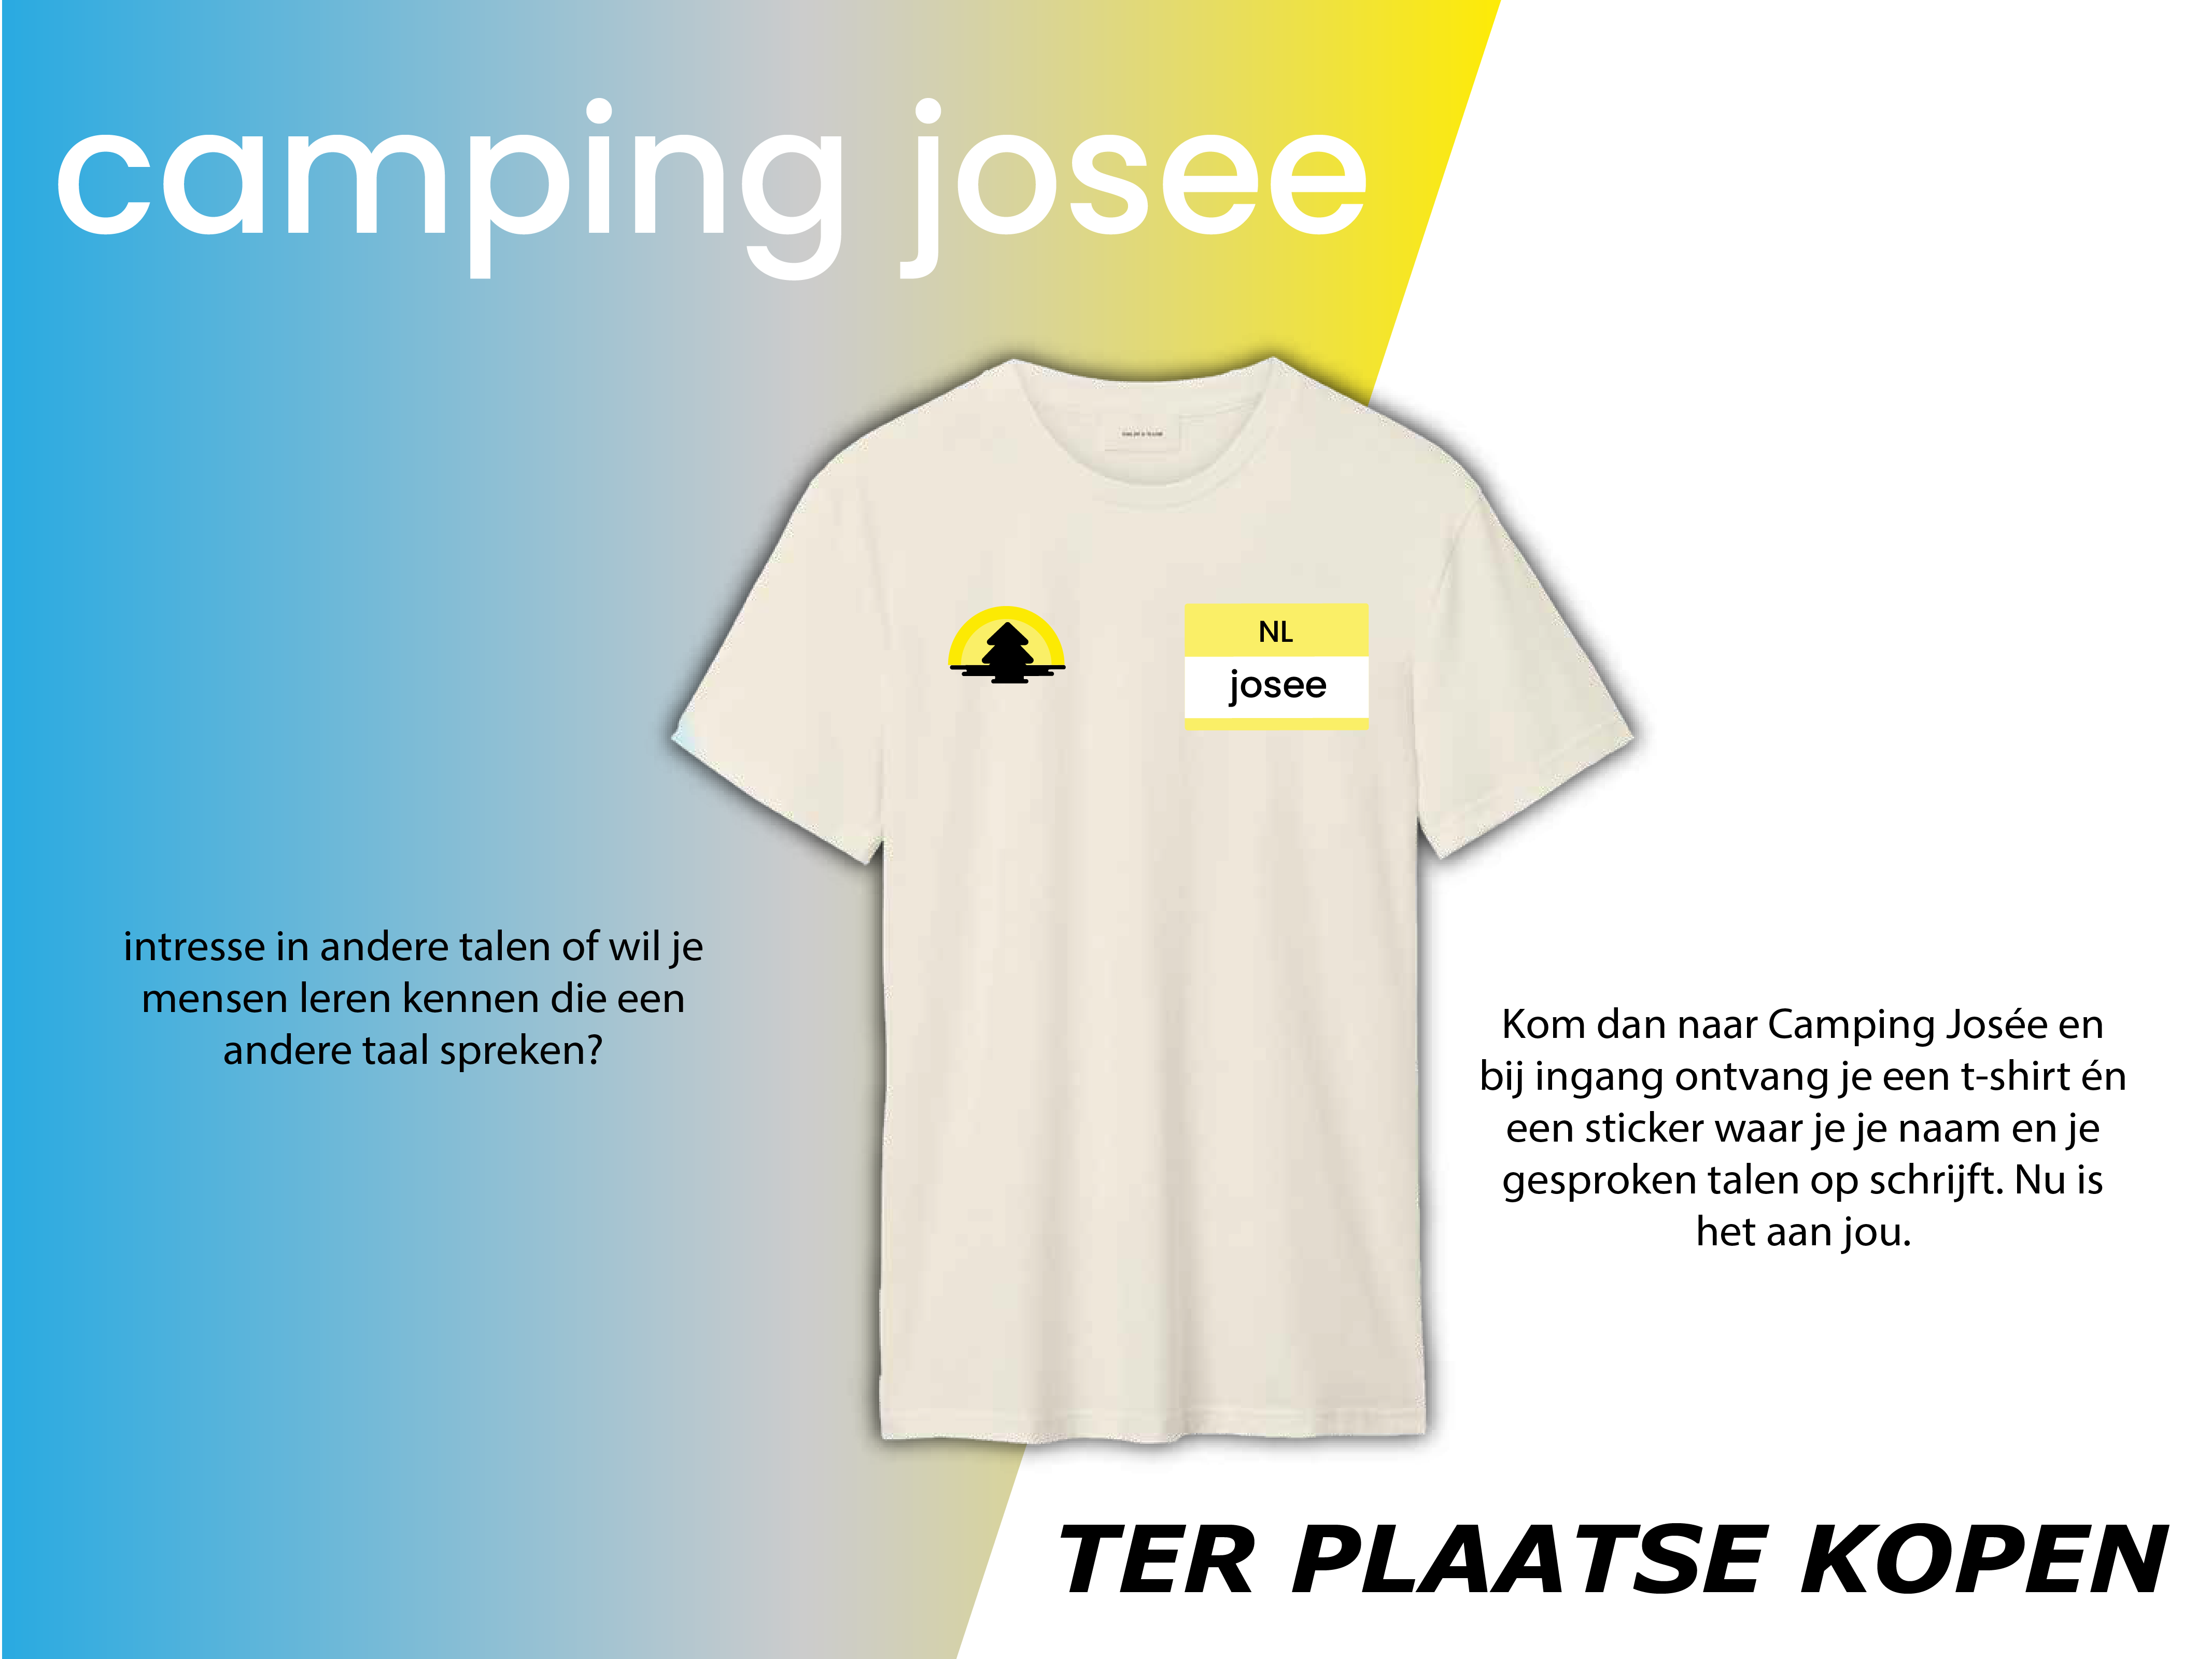 camping josee
NL
josee
intresse in andere talen of wil je
mensen leren kennen die een
andere taal spreken?
Kom dan naar Camping Josée en
bij ingang ontvang je een t-shirt én
een sticker waar je je naam en je
gesproken talen op schrijft. Nu is
het aan jou.
TER PLAATSE KOPEN